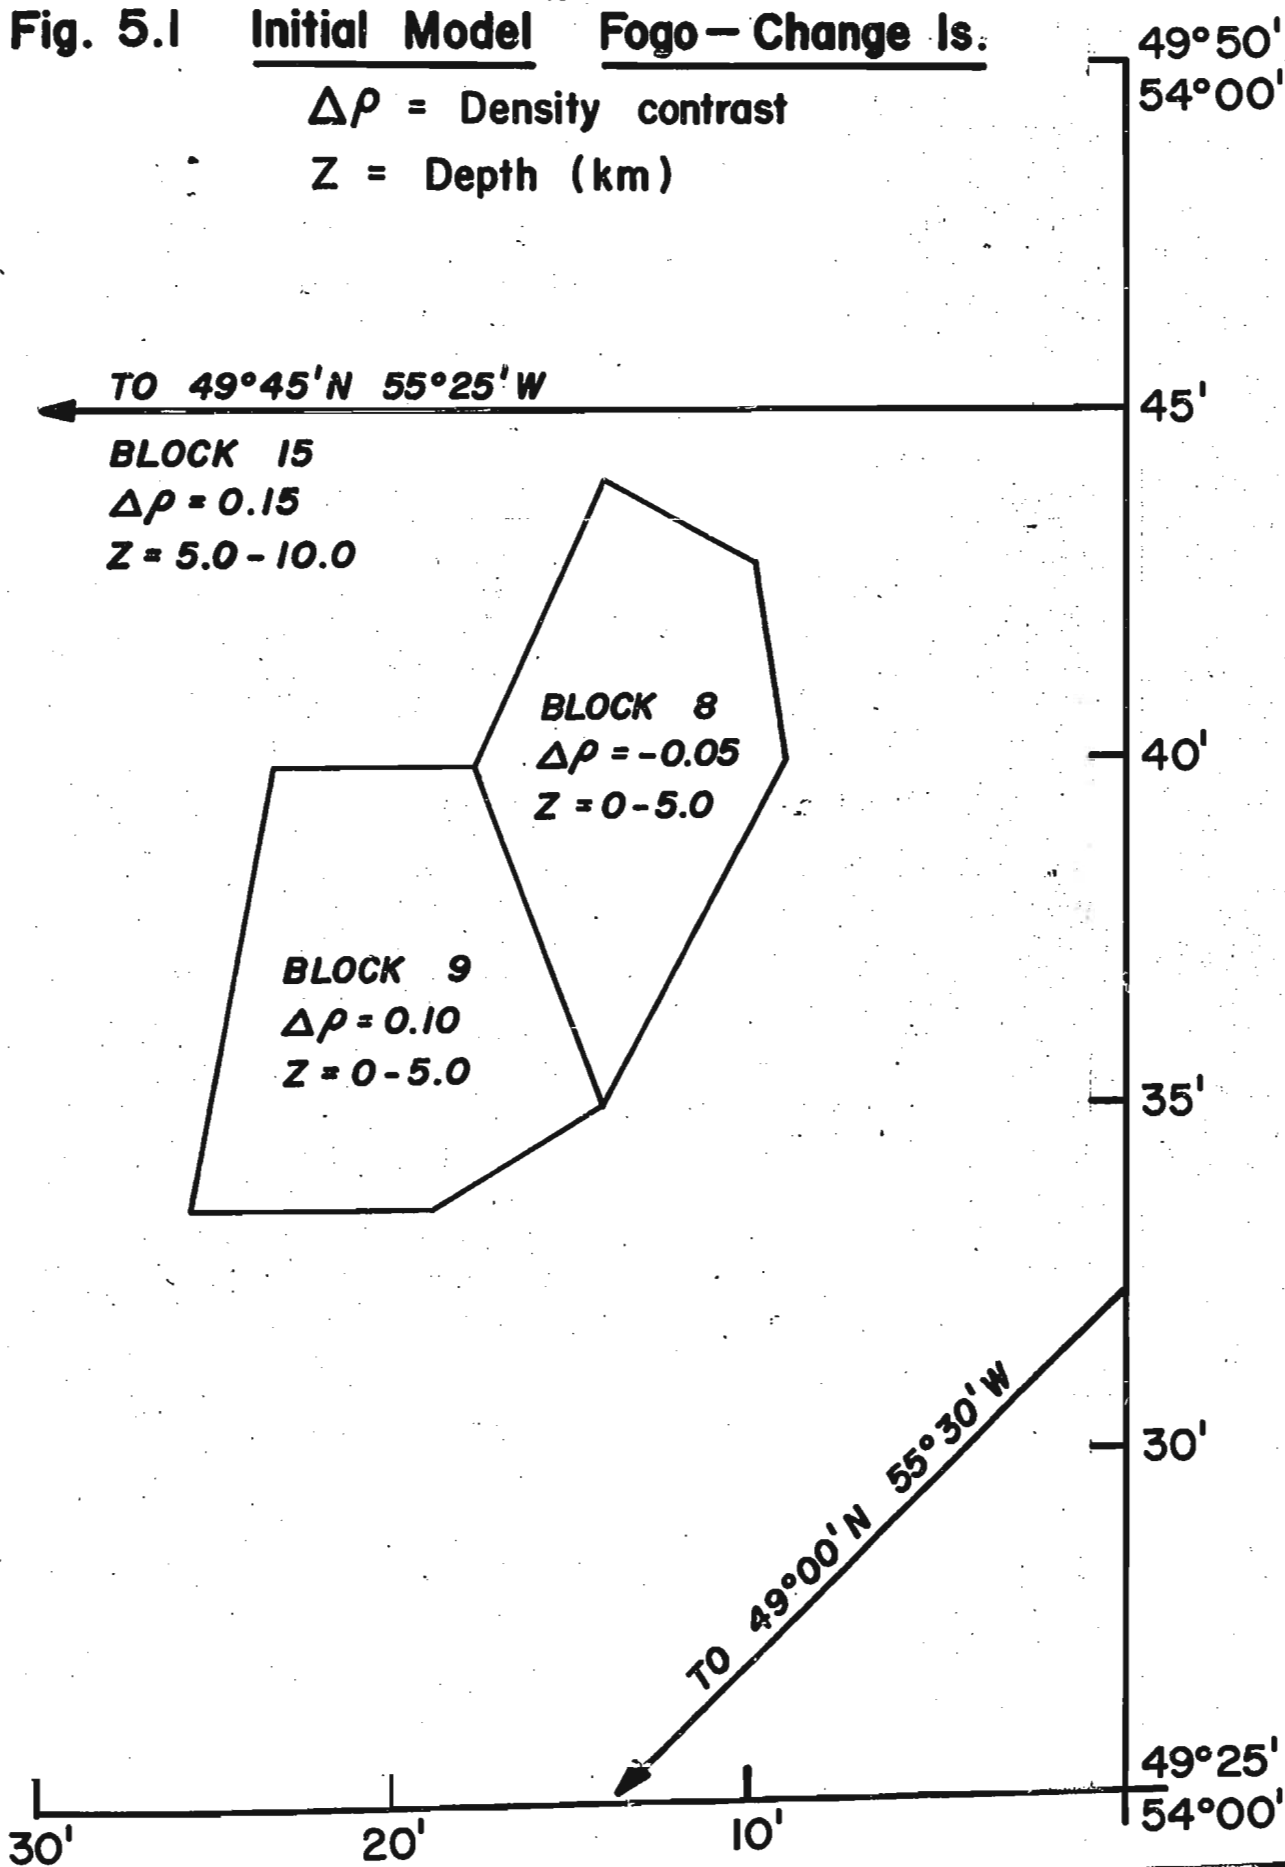 Fig. 5.1 Initial Model Fogo — Change Is.
Δρ = Density contrast
Z = Depth (km)
49°50'
54°00'
TO 49°45'N 55°25'W
45'
BLOCK 15
Δρ = 0.15
Z = 5.0 - 10.0
BLOCK 8
Δρ = -0.05
Z = 0 - 5.0
40'
BLOCK 9
Δρ = 0.10
Z = 0 - 5.0
35'
30'
TO 49°00'N 55°30'W
49°25'
54°00'
30' 20' 10'